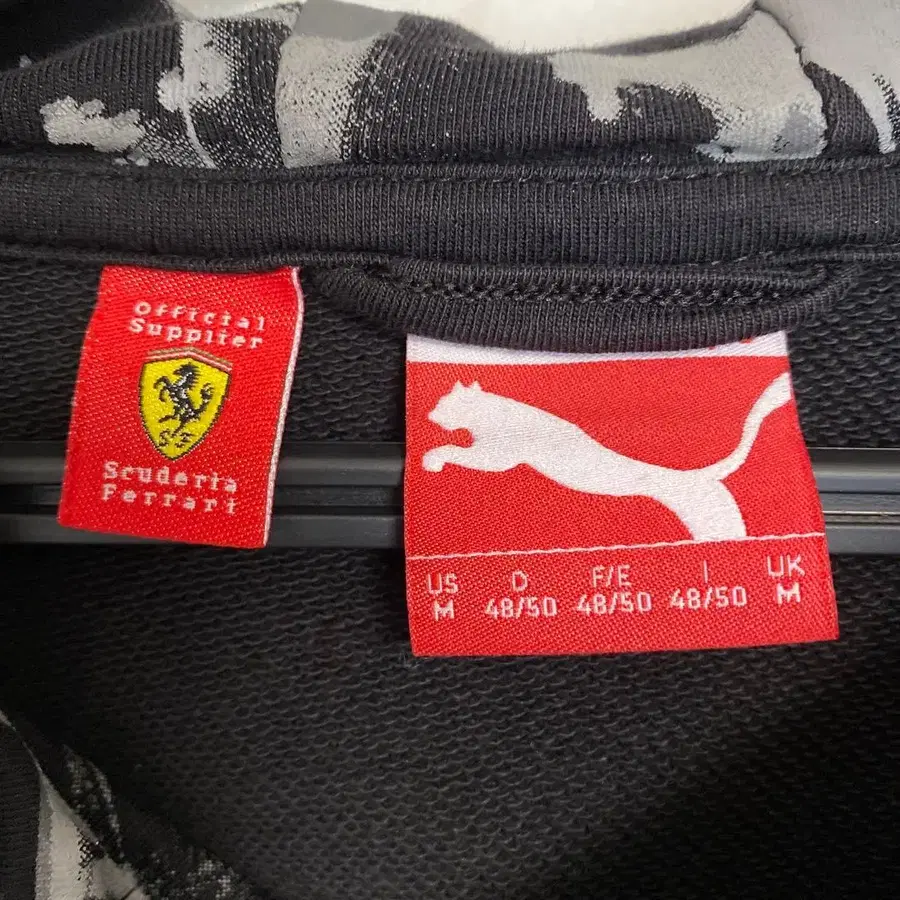 Official
Supplier
SF
Scuderia
Ferrari
US D F/E I UK
M 48/50 48/50 48/50 M